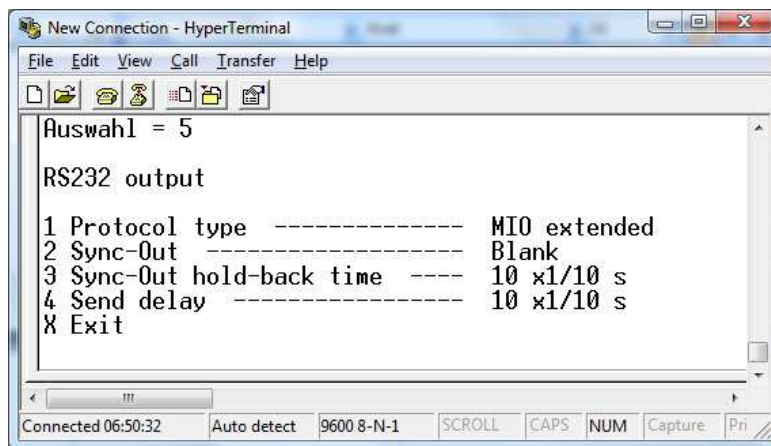 New Connection - HyperTerminal
File Edit View Call Transfer Help
Auswahl = 5
RS232 output
1 Protocol type -------------- MIO extended
2 Sync-Out ------------------- Blank
3 Sync-Out hold-back time ---- 10 x1/10 s
4 Send delay ----------------- 10 x1/10 s
X Exit
Connected 06:50:32 Auto detect 9600 8-N-1 SCROLL CAPS NUM Capture Pri